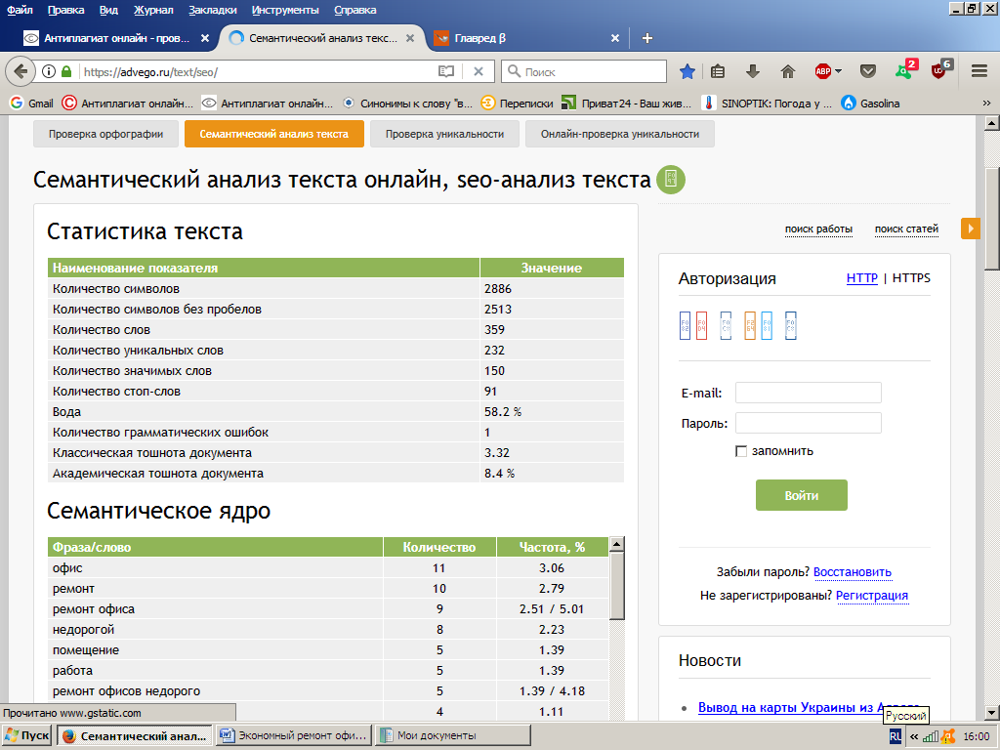 Файл Правка Вид Журнал Закладки Инструменты Справка
Антиплагиат онлайн - пров... Семантический анализ текс... Главред β
https://advego.ru/text/seo/ Поиск ABP 2 6
Gmail Антиплагиат онлайн... Антиплагиат онлайн... Синонимы к слову "в... Переписки Приват24 - Ваш жив... SINOPTIK: Погода у ... Gasolina
Проверка орфографии Семантический анализ текста Проверка уникальности Онлайн-проверка уникальности
Семантический анализ текста онлайн, seo-анализ текста
Статистика текста
Наименование показателя Значение
Количество символов 2886
Количество символов без пробелов 2513
Количество слов 359
Количество уникальных слов 232
Количество значимых слов 150
Количество стоп-слов 91
Вода 58.2 %
Количество грамматических ошибок 1
Классическая тошнота документа 3.32
Академическая тошнота документа 8.4 %
Семантическое ядро
Фраза/слово Количество Частота, %
офис 11 3.06
ремонт 10 2.79
ремонт офиса 9 2.51 / 5.01
недорогой 8 2.23
помещение 5 1.39
работа 5 1.39
ремонт офисов недорого 5 1.39 / 4.18
4 1.11
поиск работы поиск статей
Авторизация HTTP | HTTPS
E-mail:
Пароль:
запомнить
Войти
Забыли пароль? Восстановить
Не зарегистрированы? Регистрация
Новости
Вывод на карты Украины из
Русский
Прочитано www.gstatic.com
Пуск Семантический анал... Экономный ремонт офи... Мои документы RU 16:00